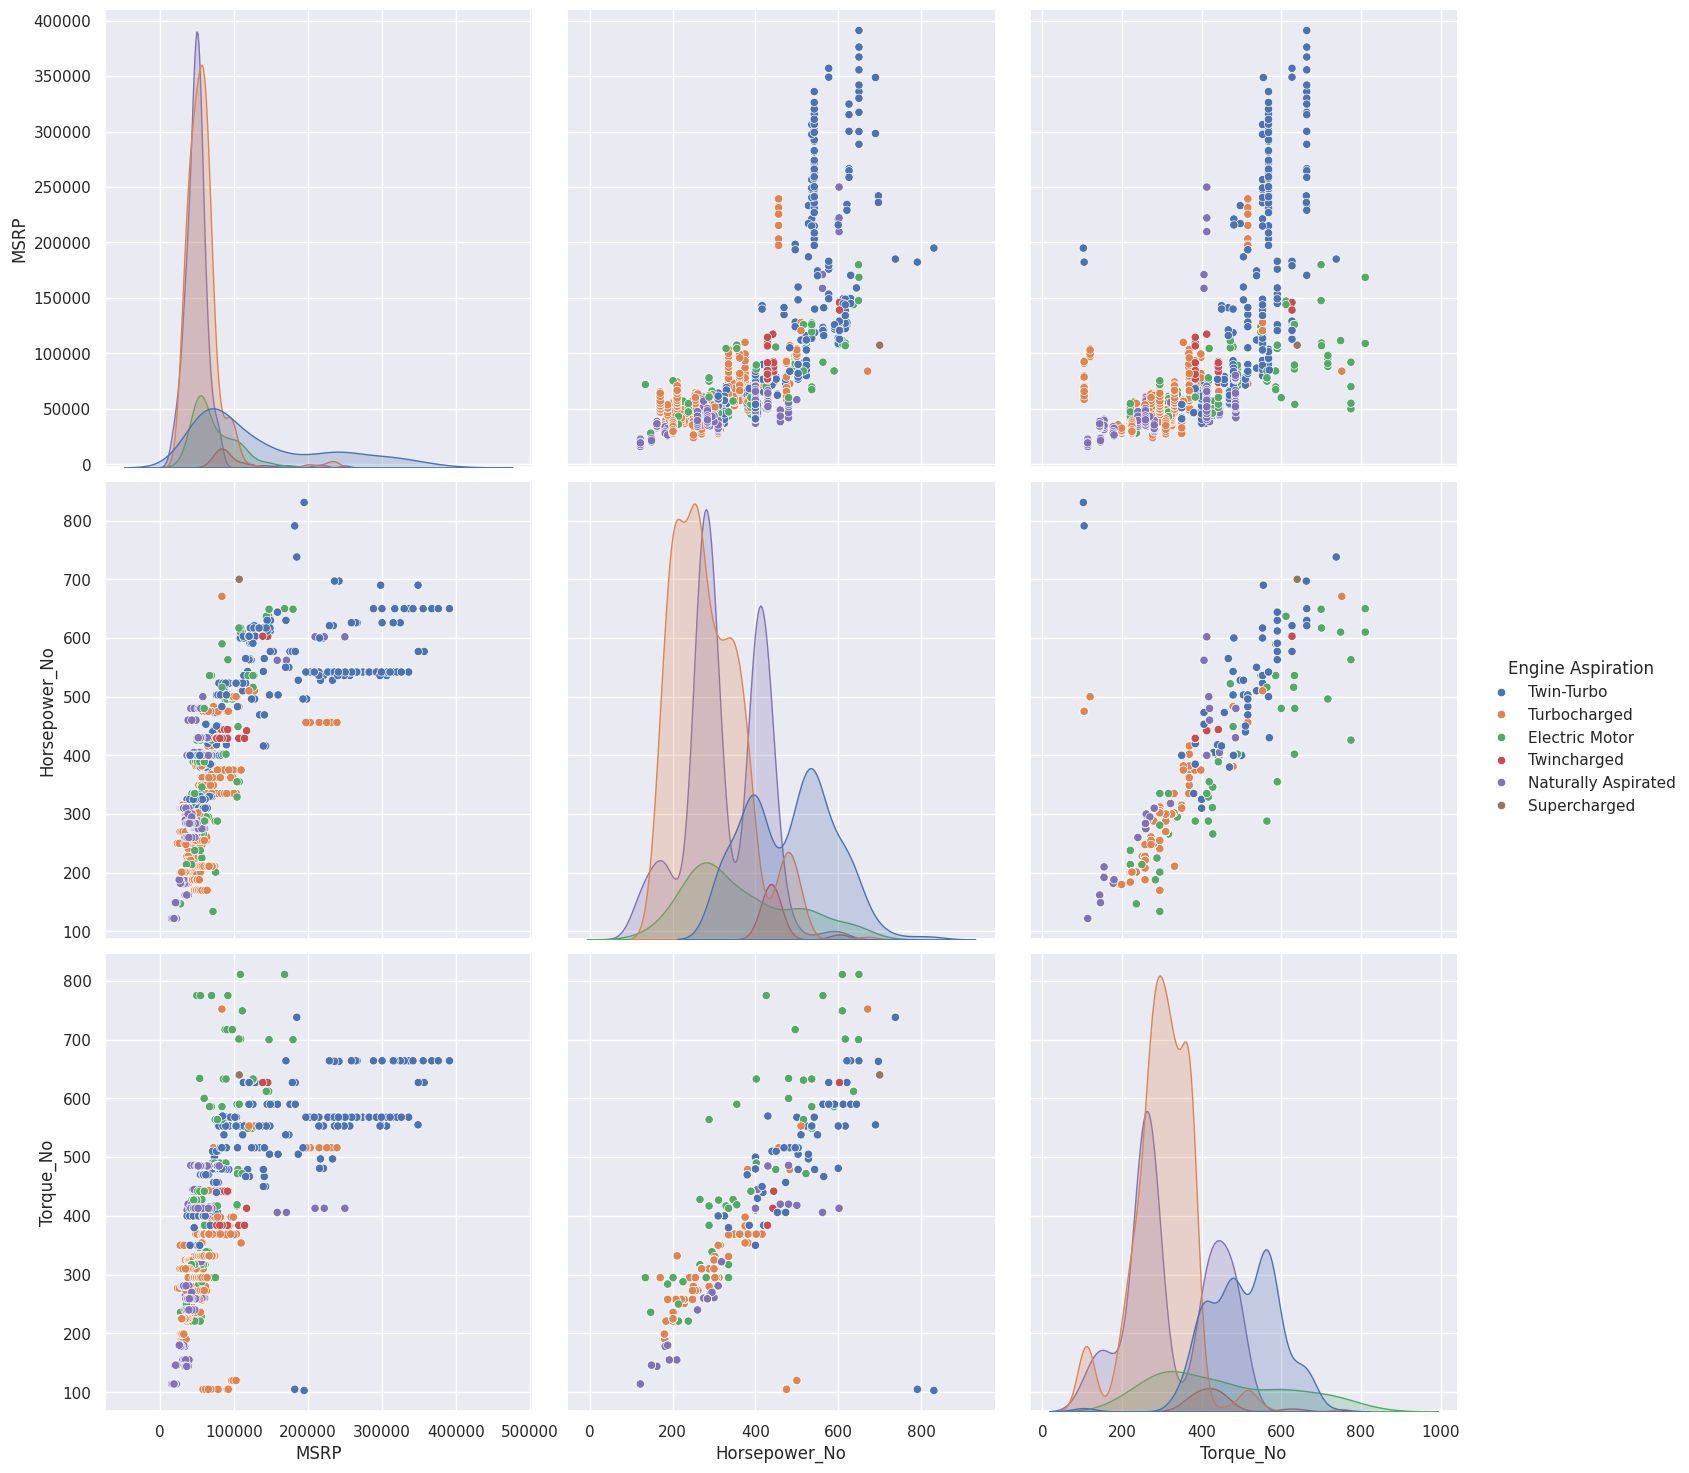 400000
350000
300000
250000
200000
150000
100000
50000
0
MSRP
800
700
600
500
400
300
200
100
Horsepower_No
800
700
600
500
400
300
200
100
Torque_No
0 100000 200000 300000 400000 500000
MSRP
0 200 400 600 800
Horsepower_No
0 200 400 600 800 1000
Torque_No
Engine Aspiration
Twin-Turbo
Turbocharged
Electric Motor
Twincharged
Naturally Aspirated
Supercharged